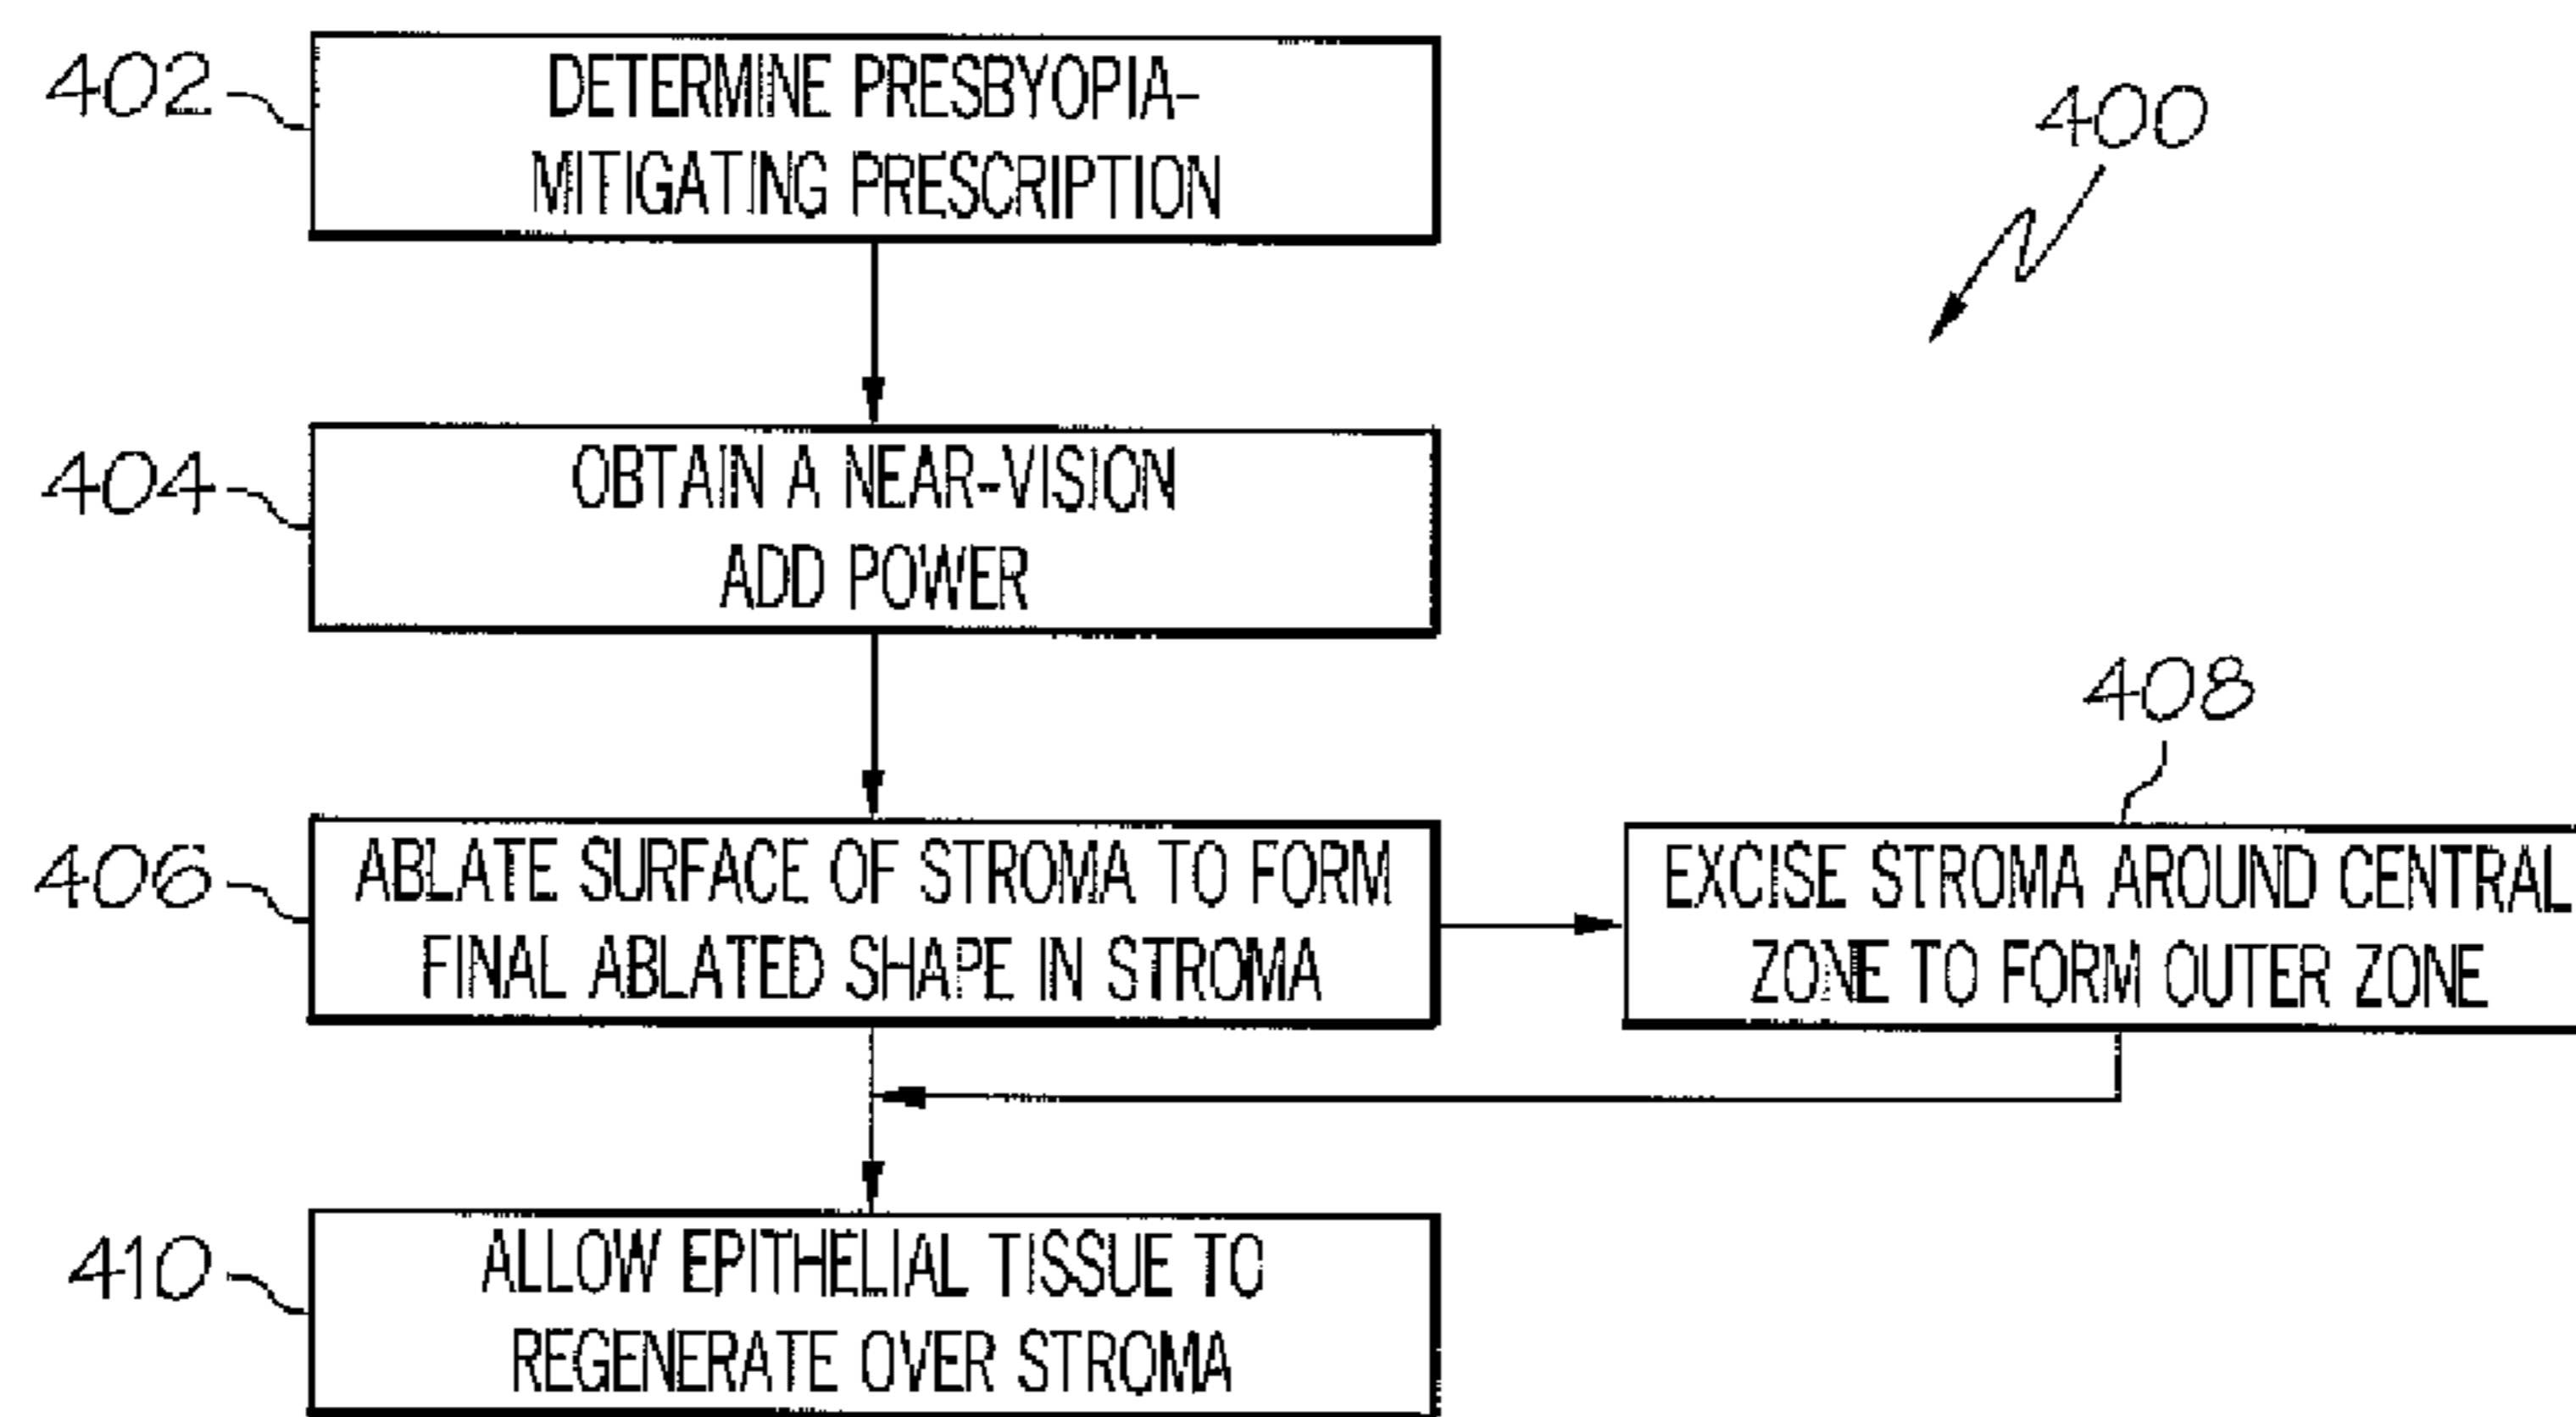 402
DETERMINE PRESBYOPIA-
MITIGATING PRESCRIPTION
400
404
OBTAIN A NEAR-VISION
ADD POWER
406
ABLATE SURFACE OF STROMA TO FORM
FINAL ABLATED SHAPE IN STROMA
408
EXCISE STROMA AROUND CENTRAL
ZONE TO FORM OUTER ZONE
410
ALLOW EPITHELIAL TISSUE TO
REGENERATE OVER STROMA